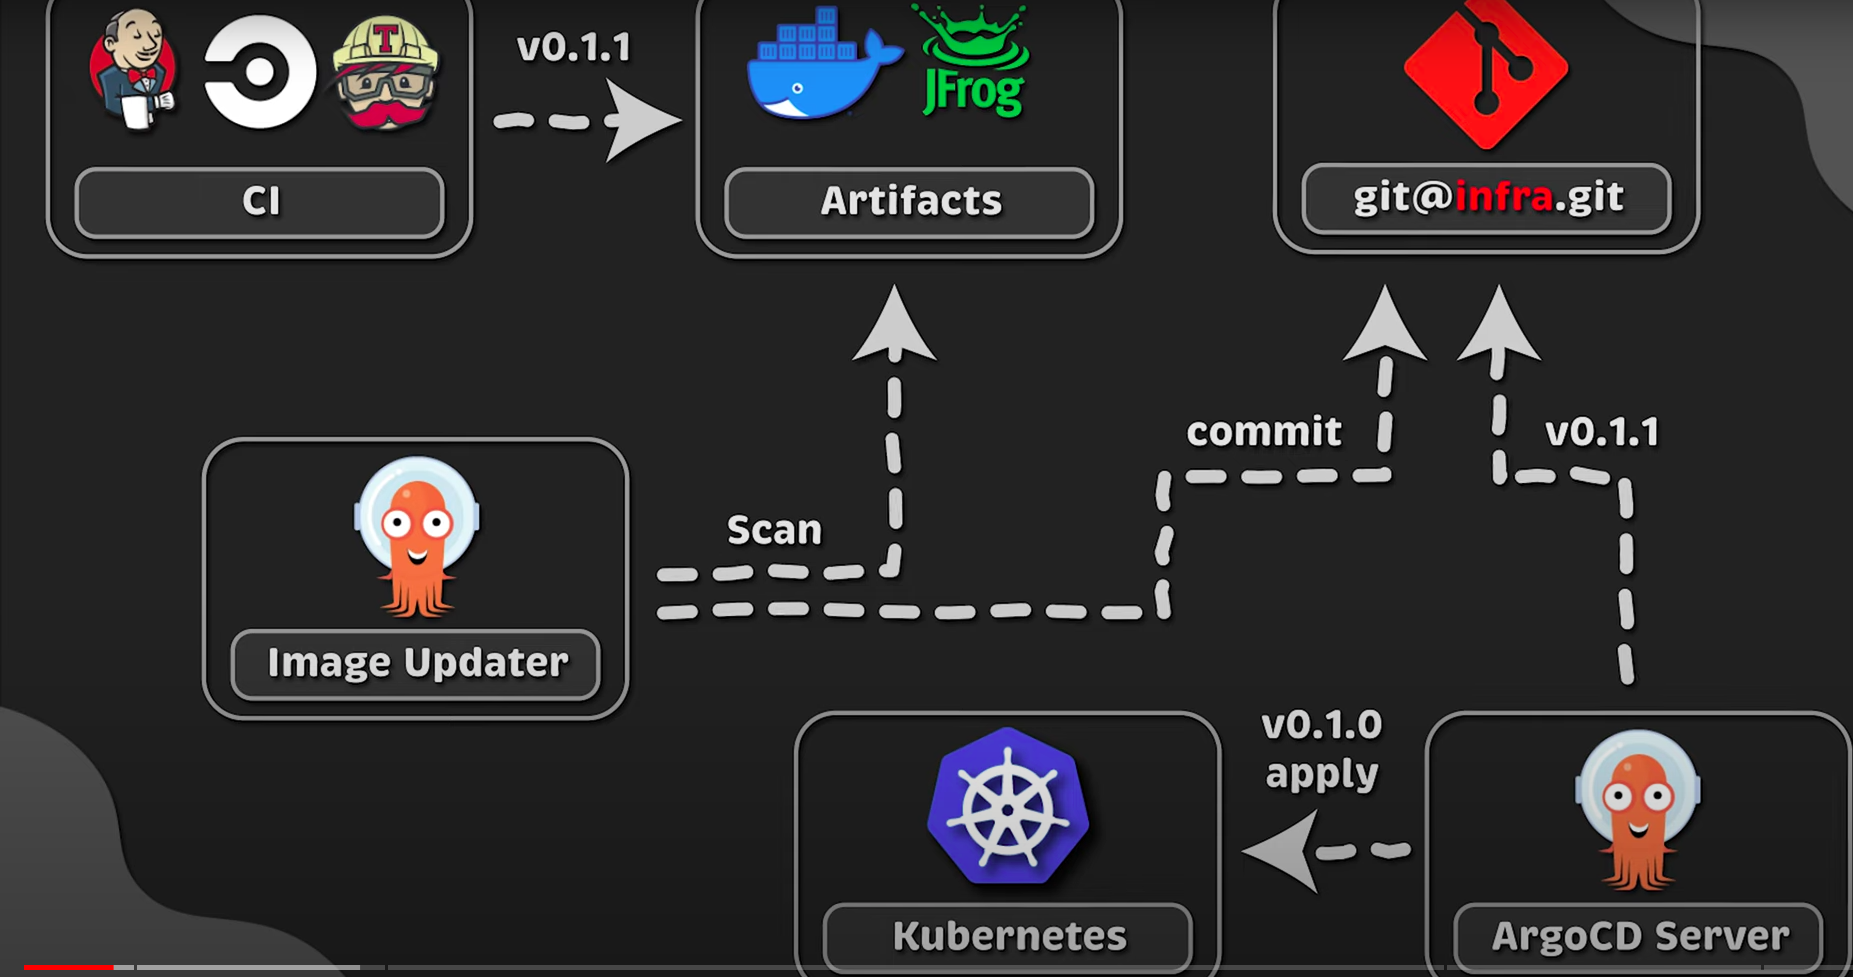 v0.1.1
T
JFrog
CI
Artifacts
git@infra.git
commit
v0.1.1
Scan
Image Updater
v0.1.0
apply
Kubernetes
ArgoCD Server